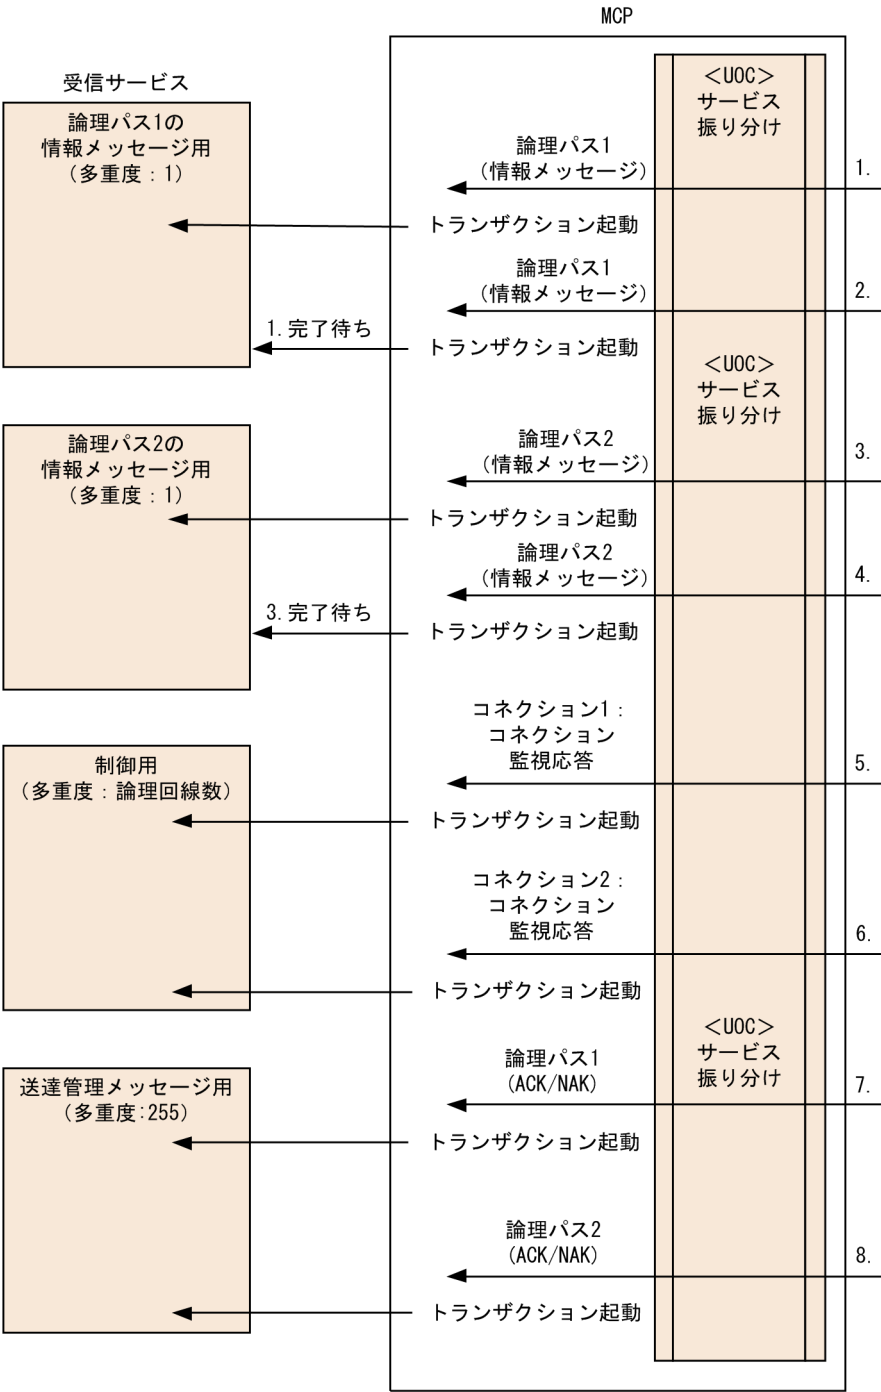 MCP
受信サービス
論理パス1の
情報メッセージ用
（多重度：1）
＜UOC＞
サービス
振り分け
論理パス1
（情報メッセージ）
1.
トランザクション起動
論理パス1
（情報メッセージ）
2.
1.完了待ち
トランザクション起動
＜UOC＞
サービス
振り分け
論理パス2の
情報メッセージ用
（多重度：1）
論理パス2
（情報メッセージ）
3.
トランザクション起動
論理パス2
（情報メッセージ）
4.
3.完了待ち
トランザクション起動
制御用
（多重度：論理回線数）
コネクション1：
コネクション
監視応答
5.
トランザクション起動
コネクション2：
コネクション
監視応答
6.
トランザクション起動
＜UOC＞
サービス
振り分け
送達管理メッセージ用
（多重度:255）
論理パス1
(ACK/NAK)
7.
トランザクション起動
論理パス2
(ACK/NAK)
8.
トランザクション起動